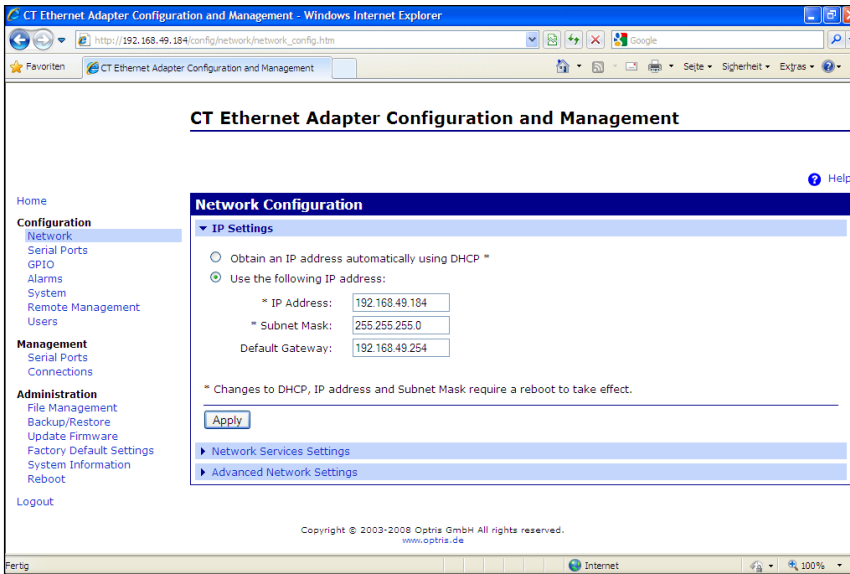 CT Ethernet Adapter Configuration and Management - Windows Internet Explorer
http://192.168.49.184/config/network/network_config.htm
Google
Favoriten
CT Ethernet Adapter Configuration and Management
Seite
Sicherheit
Extras
CT Ethernet Adapter Configuration and Management
Help
Home
Configuration
Network
Serial Ports
GPIO
Alarms
System
Remote Management
Users
Management
Serial Ports
Connections
Administration
File Management
Backup/Restore
Update Firmware
Factory Default Settings
System Information
Reboot
Logout
Network Configuration
IP Settings
Obtain an IP address automatically using DHCP *
Use the following IP address:
* IP Address: 192.168.49.184
* Subnet Mask: 255.255.255.0
Default Gateway: 192.168.49.254
* Changes to DHCP, IP address and Subnet Mask require a reboot to take effect.
Apply
Network Services Settings
Advanced Network Settings
Copyright © 2003-2008 Optris GmbH All rights reserved.
www.optris.de
Fertig
Internet
100%